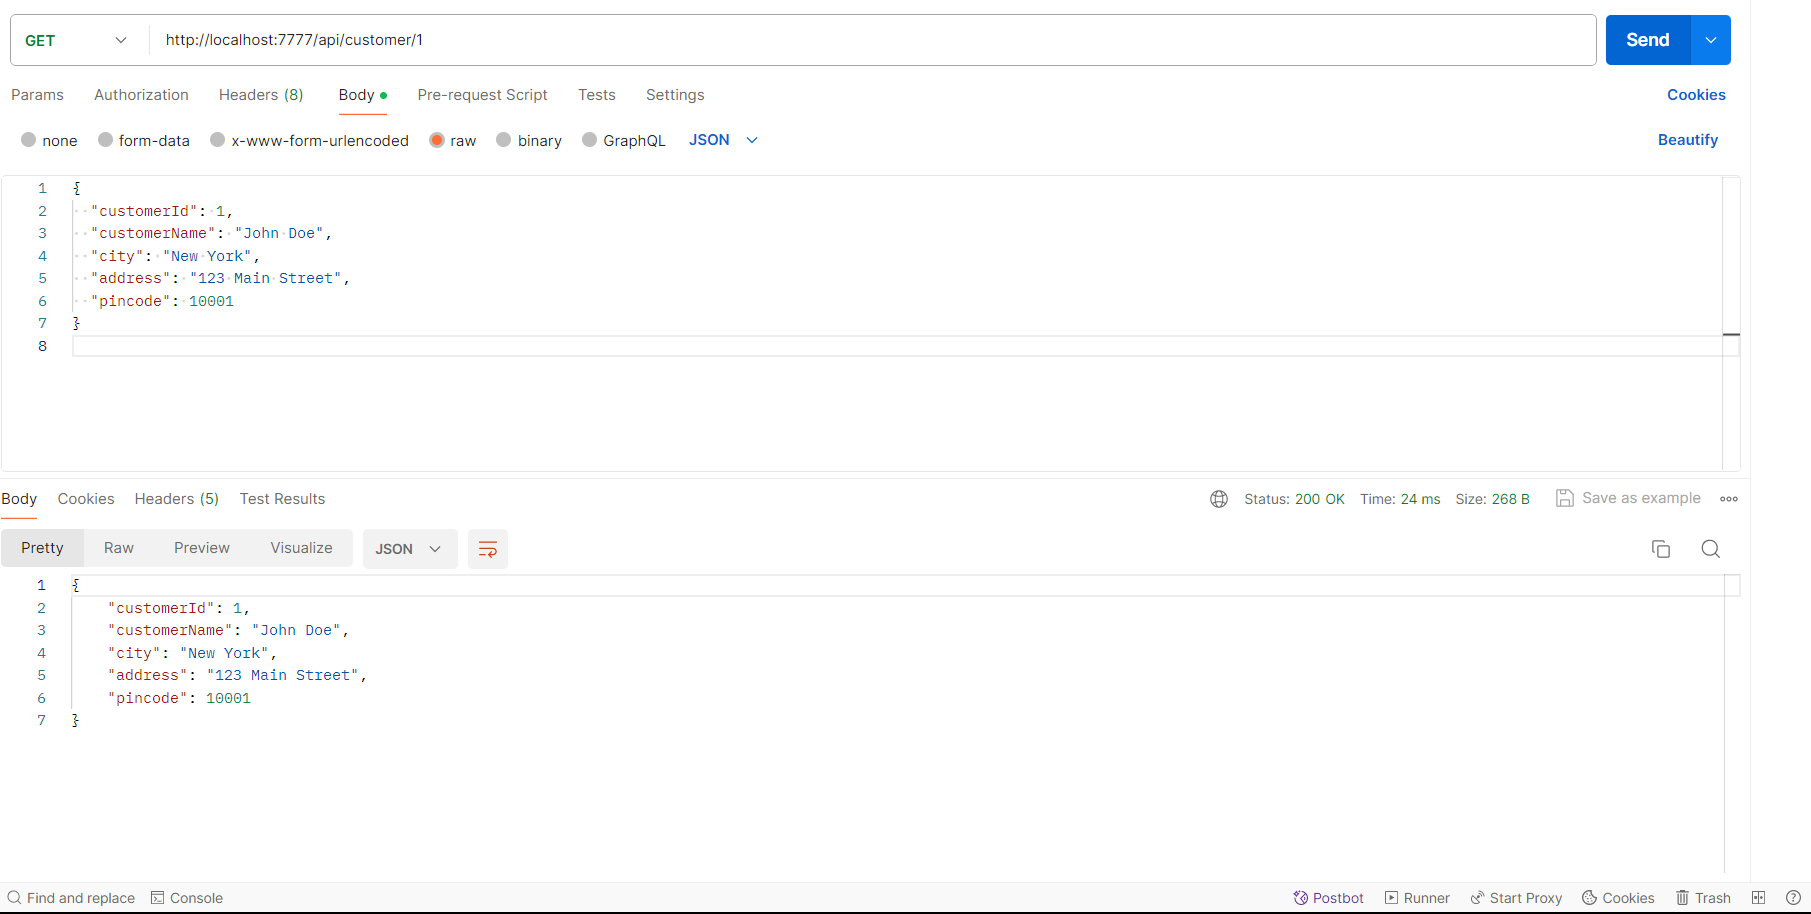 GET http://localhost:7777/api/customer/1 Send
Params Authorization Headers (8) Body Pre-request Script Tests Settings Cookies
none form-data x-www-form-urlencoded raw binary GraphQL JSON Beautify
1 {
2 "customerId": 1,
3 "customerName": "John Doe",
4 "city": "New York",
5 "address": "123 Main Street",
6 "pincode": 10001
7 }
8
Body Cookies Headers (5) Test Results Status: 200 OK Time: 24 ms Size: 268 B Save as example
Pretty Raw Preview Visualize JSON
1 {
2 "customerId": 1,
3 "customerName": "John Doe",
4 "city": "New York",
5 "address": "123 Main Street",
6 "pincode": 10001
7 }
Find and replace Console Postbot Runner Start Proxy Cookies Trash